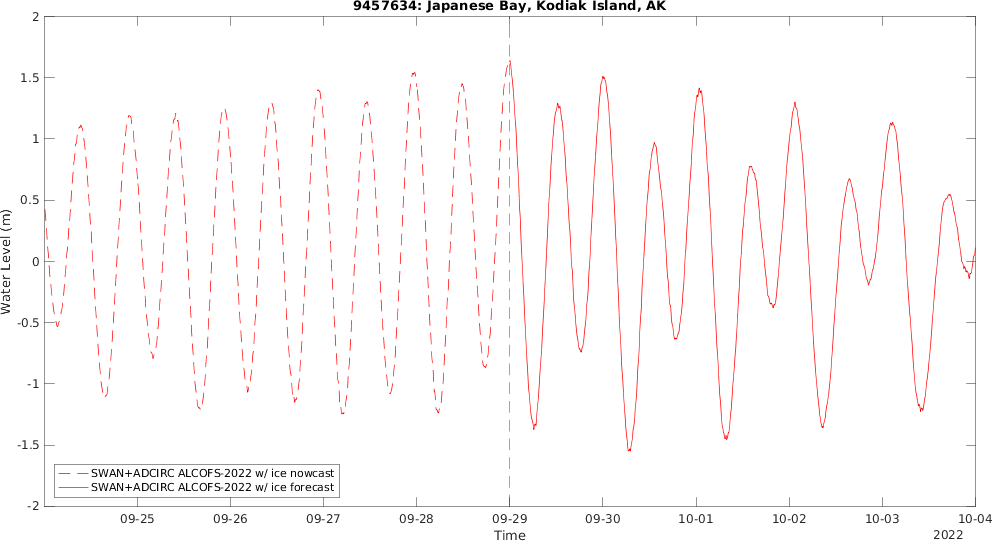 9457634: Japanese Bay, Kodiak Island, AK
2
1.5
1
0.5
0
-0.5
-1
-1.5
-2
Water Level (m)
SWAN+ADCIRC ALCOFS-2022 w/ ice nowcast
SWAN+ADCIRC ALCOFS-2022 w/ ice forecast
09-25 09-26 09-27 09-28 09-29 09-30 10-01 10-02 10-03 10-04
Time
2022